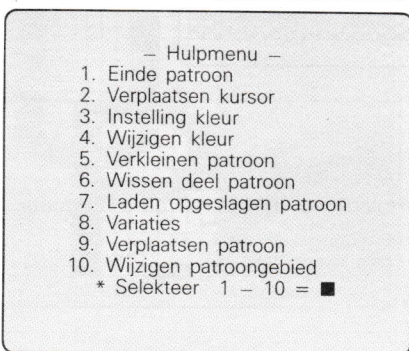 – Hulpmenu –
1. Einde patroon
2. Verplaatsen kursor
3. Instelling kleur
4. Wijzigen kleur
5. Verkleinen patroon
6. Wissen deel patroon
7. Laden opgeslagen patroon
8. Variaties
9. Verplaatsen patroon
10. Wijzigen patroongebied
* Selekteer 1 – 10 = ■